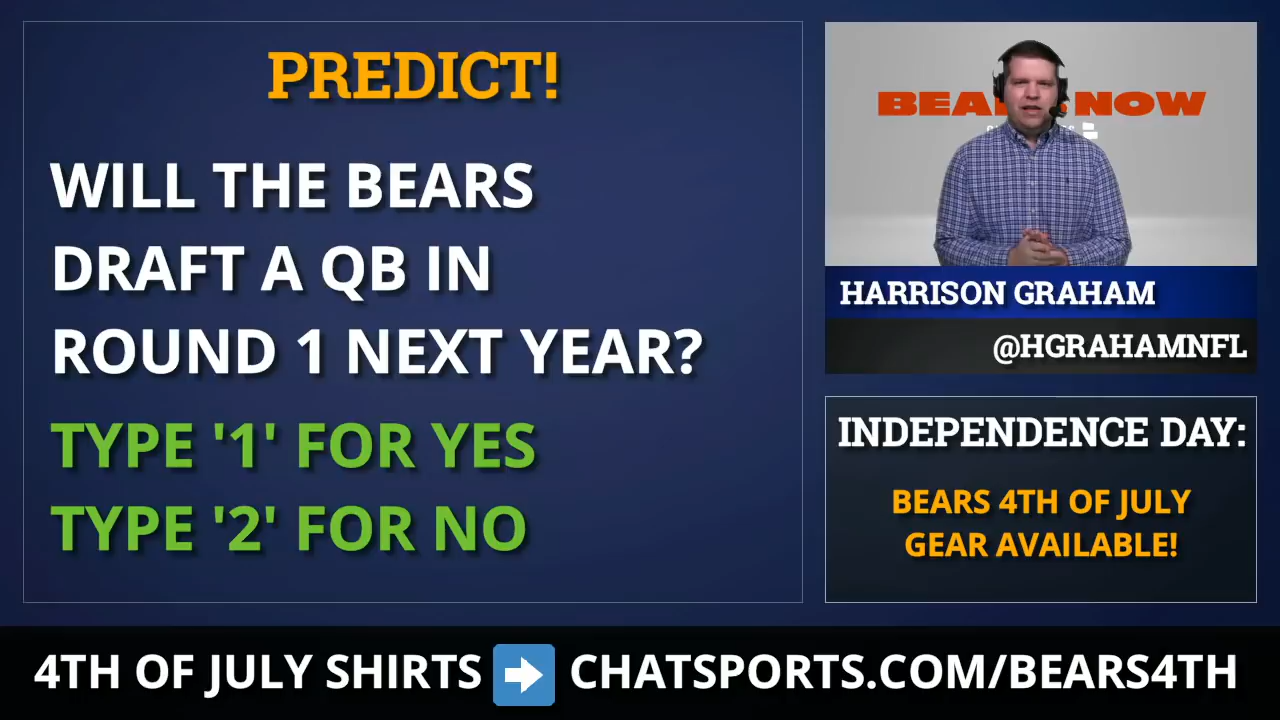 PREDICT!
WILL THE BEARS
DRAFT A QB IN
ROUND 1 NEXT YEAR?
TYPE '1' FOR YES
TYPE '2' FOR NO
NOW
HARRISON GRAHAM
@HGRAHAMNFL
INDEPENDENCE DAY:
BEARS 4TH OF JULY
GEAR AVAILABLE!
4TH OF JULY SHIRTS ➡ CHATSPORTS.COM/BEARS4TH